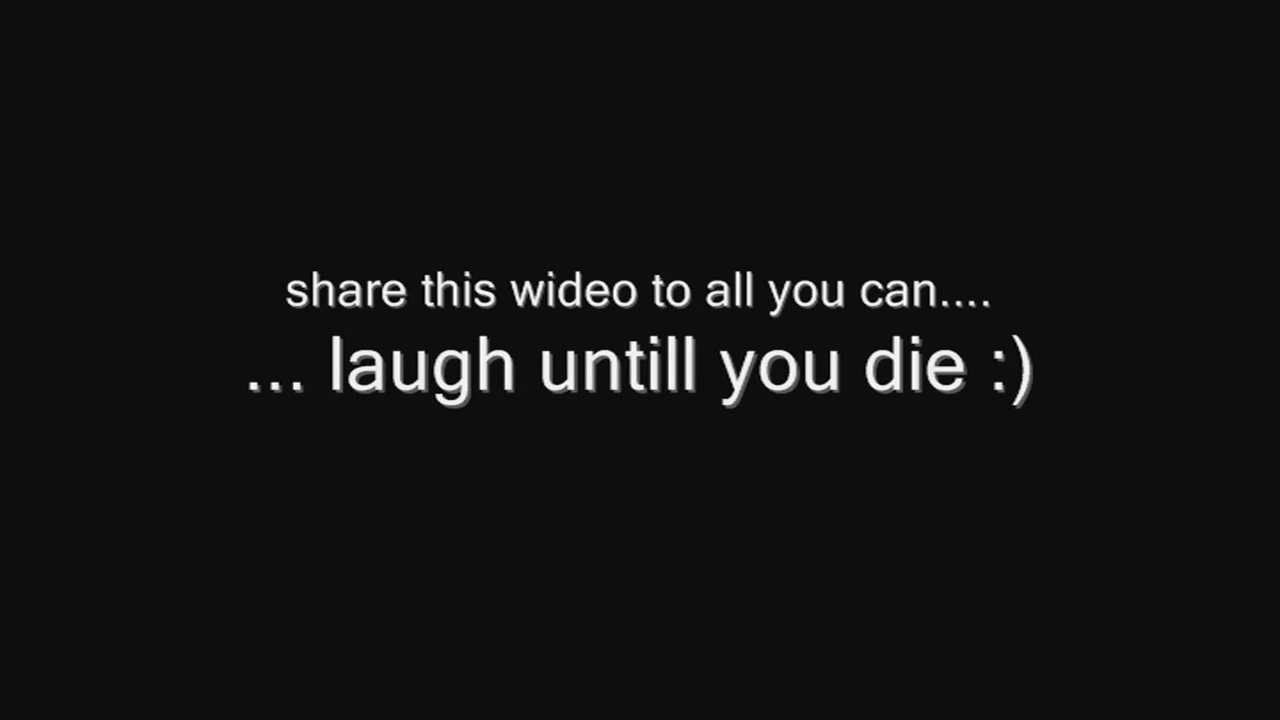 share this wideo to all you can....
... laugh untill you die :)